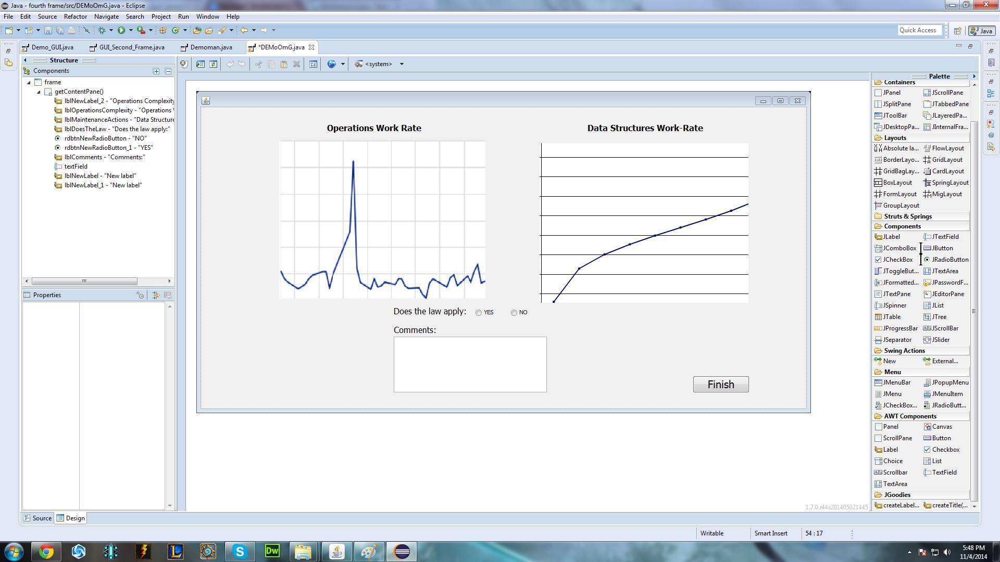 Java - fourth frame/src/DEMoOmG.java - Eclipse
File Edit Source Refactor Navigate Search Project Run Window Help
Quick Access
Java
Demo_GUI.java GUI_Second_Frame.java Demoman.java *DEMoOmG.java
Structure
<system>
Components
frame
getContentPane()
lblNewLabel_2 - "Operations Complexity
lblOperationsComplexity - "Operations
lblMaintenanceActions - "Data Structure
lblDoesTheLaw - "Does the law apply:"
rdbtnNewRadioButton - "NO"
rdbtnNewRadioButton_1 - "YES"
lblComments - "Comments:"
textField
lblNewLabel - "New label"
lblNewLabel_1 - "New label"
Properties
Source Design
Operations Work Rate
Data Structures Work-Rate
Does the law apply: YES NO
Comments:
Finish
1.7.0.r44x201405021445
Palette
Containers
JPanel JScrollPane
JSplitPane JTabbedPane
JToolBar JLayeredPa...
JDesktopPa... JInternalFra...
Layouts
Absolute la... FlowLayout
BorderLayo... GridLayout
GridBagLay... CardLayout
BoxLayout SpringLayout
FormLayout MigLayout
GroupLayout
Struts & Springs
Components
JLabel JTextField
JComboBox JButton
JCheckBox JRadioButton
JToggleBut... JTextArea
JFormatted... JPasswordF...
JTextPane JEditorPane
JSpinner JList
JTable JTree
JProgressBar JScrollBar
JSeparator JSlider
Swing Actions
New External...
Menu
JMenuBar JPopupMenu
JMenu JMenuItem
JCheckBox... JRadioButt...
AWT Components
Panel Canvas
ScrollPane Button
Label Checkbox
Choice List
Scrollbar TextField
TextArea
JGoodies
createLabel... createTitle(...
Writable Smart Insert 54 : 17
Dw
5:48 PM
11/4/2014